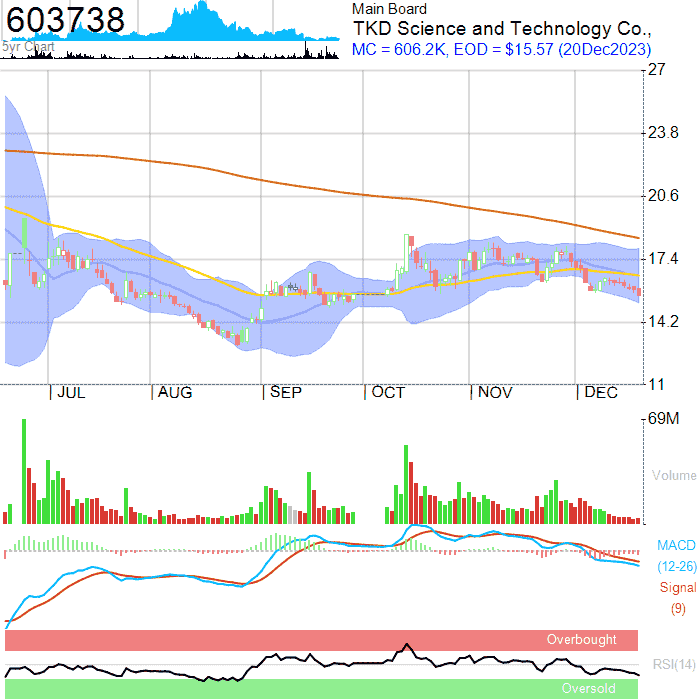 603738
5yr Chart
Main Board
TKD Science and Technology Co.,
MC = 606.2K, EOD = $15.57 (20Dec2023)
27
23.8
20.6
17.4
14.2
11
| JUL | AUG | SEP | OCT | NOV | DEC
69M
Volume
MACD
(12-26)
Signal
(9)
Overbought
RSI(14)
Oversold